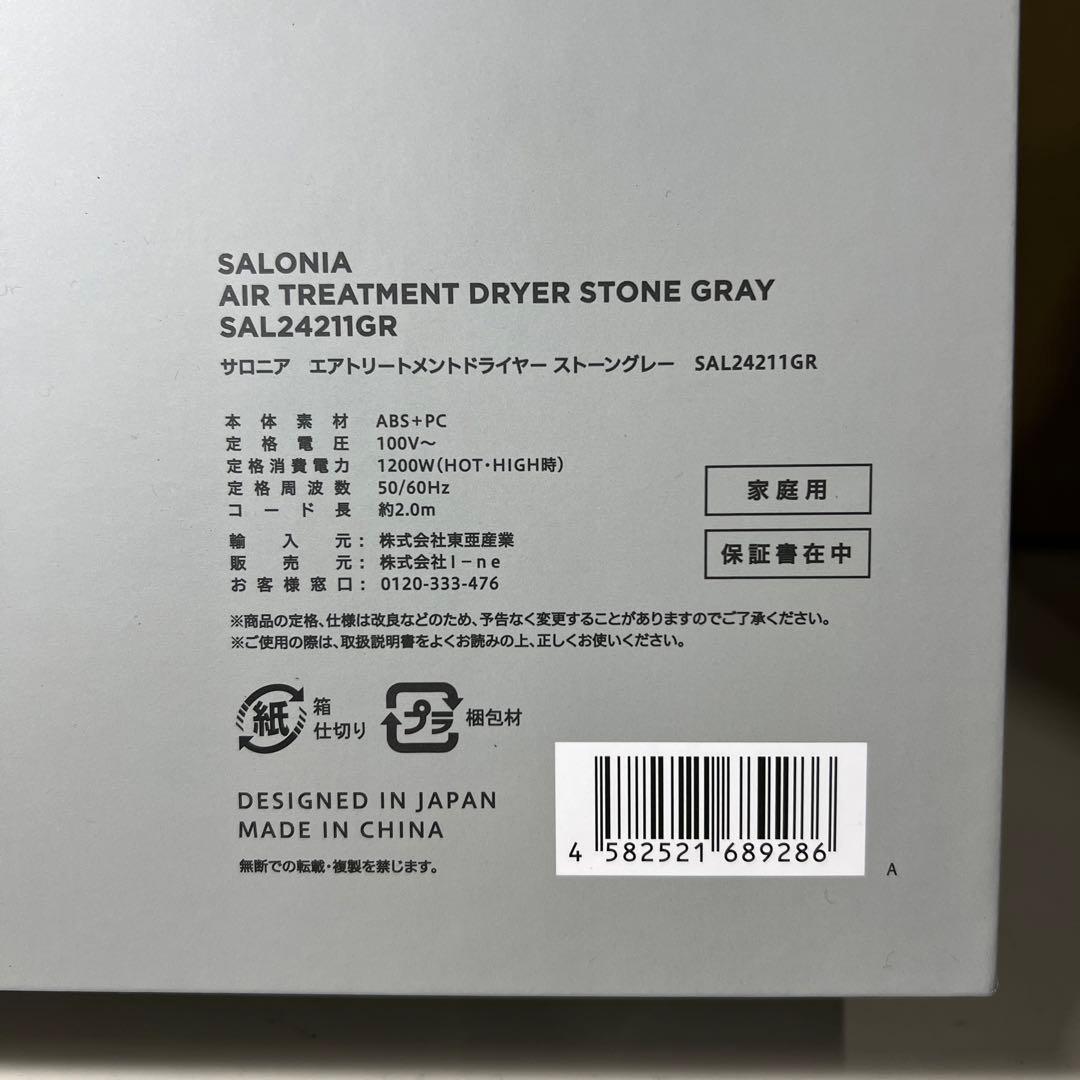 SALONIA
AIR TREATMENT DRYER STONE GRAY
SAL24211GR
サロニア エアトリートメントドライヤー ストーングレー SAL24211GR
本体素材 ABS+PC
定格電圧 100V〜
定格消費電力 1200W(HOT・HIGH時)
定格周波数 50/60Hz
コード長 約2.0m
家庭用
輸入元: 株式会社東亜産業
保証書在中
販売元: 株式会社I-ne
お客様窓口: 0120-333-476
※商品の定格、仕様は改良などのため、予告なく変更することがありますのでご了承ください。
※ご使用の際は、取扱説明書をよくお読みの上、正しくお使いください。
紙 箱
仕切り
プラ 梱包材
DESIGNED IN JAPAN
MADE IN CHINA
無断での転載・複製を禁じます。
4 582521 689286
A